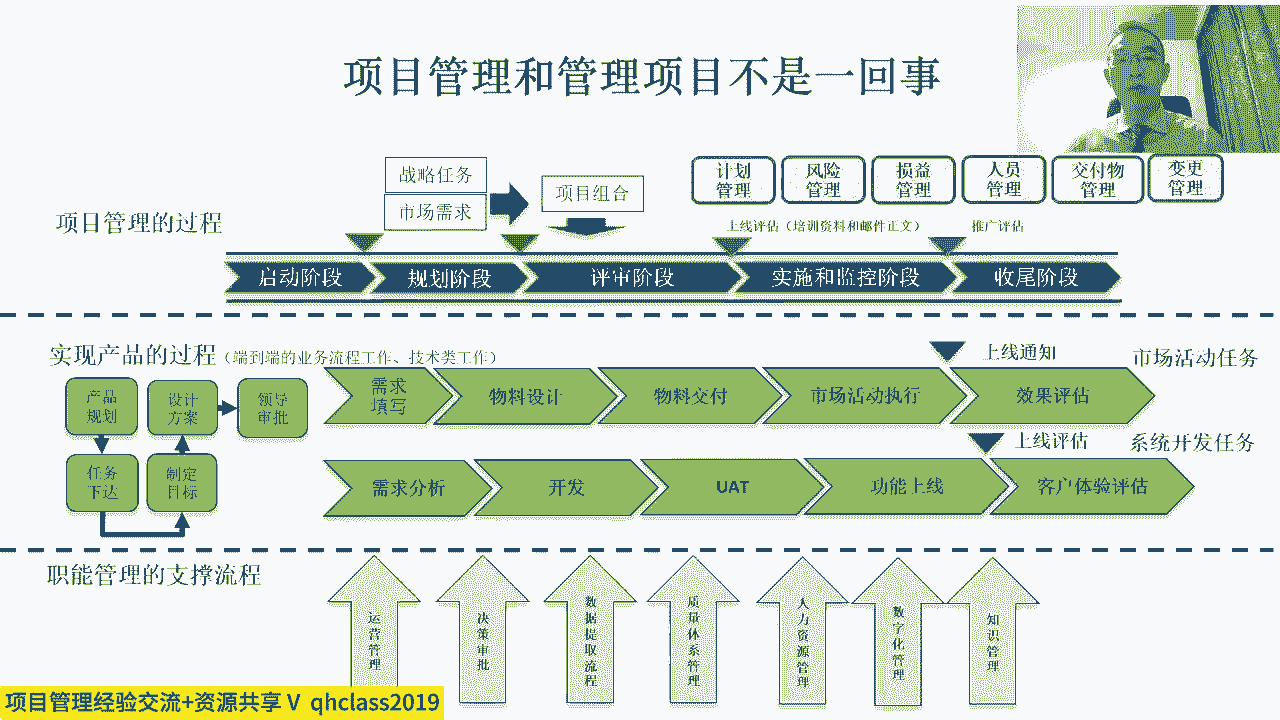 项目管理和管理项目不是一回事
战略任务
市场需求
项目组合
计划
管理
风险
管理
损益
管理
人员
管理
交付物
管理
变更
管理
项目管理的过程
上线评估（培训资料和邮件正文）
推广评估
启动阶段
规划阶段
评审阶段
实施和监控阶段
收尾阶段
实现产品的过程（端到端的业务流程工作、技术类工作）
上线通知
市场活动任务
产品
规划
设计
方案
领导
审批
任务
下达
制定
目标
需求
填写
物料设计
物料交付
市场活动执行
效果评估
上线评估
系统开发任务
需求分析
开发
UAT
功能上线
客户体验评估
职能管理的支撑流程
运营管理
决策审批
数据提取流程
质量体系管理
人力资源管理
数字化管理
知识管理
项目管理经验交流+资源共享 V qhclass2019